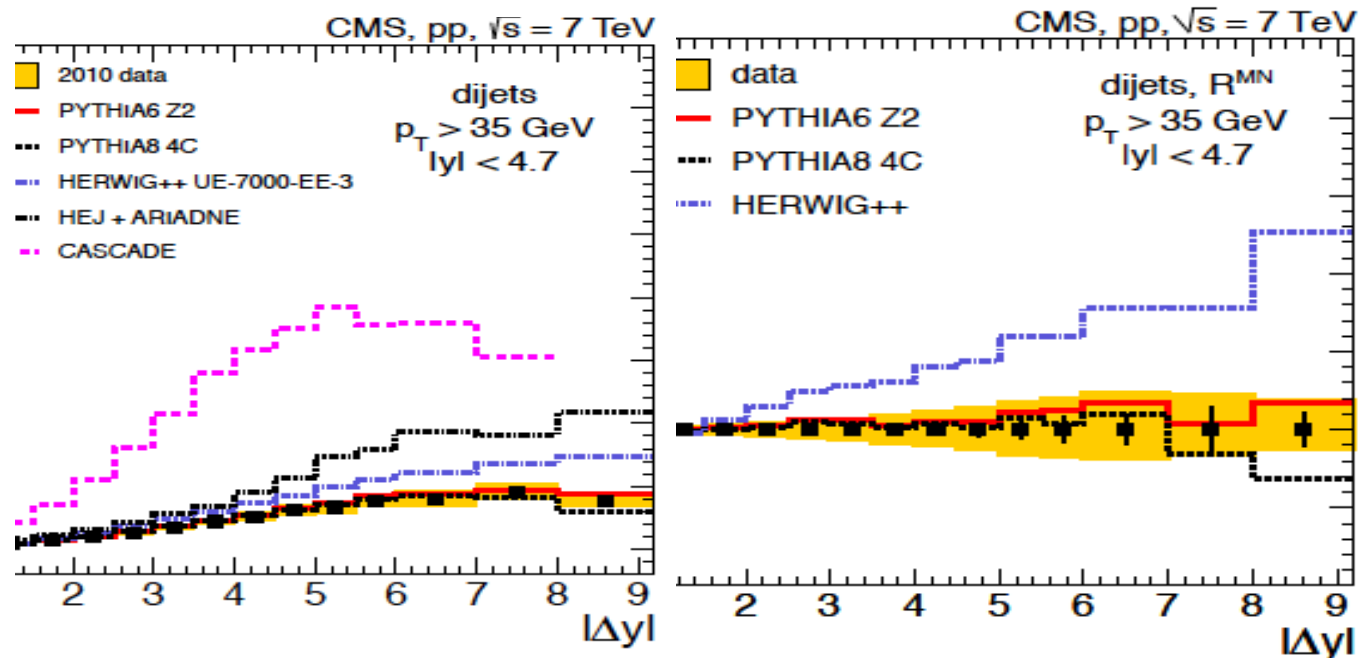 CMS, pp, √s = 7 TeV
2010 data
PYTHIA6 Z2
PYTHIA8 4C
HERWIG++ UE-7000-EE-3
HEJ + ARIADNE
CASCADE
dijets
p_T > 35 GeV
|y| < 4.7
2 3 4 5 6 7 8 9
|Δy|
CMS, pp, √s = 7 TeV
data
PYTHIA6 Z2
PYTHIA8 4C
HERWIG++
dijets, R^MN
p_T > 35 GeV
|y| < 4.7
2 3 4 5 6 7 8 9
|Δy|